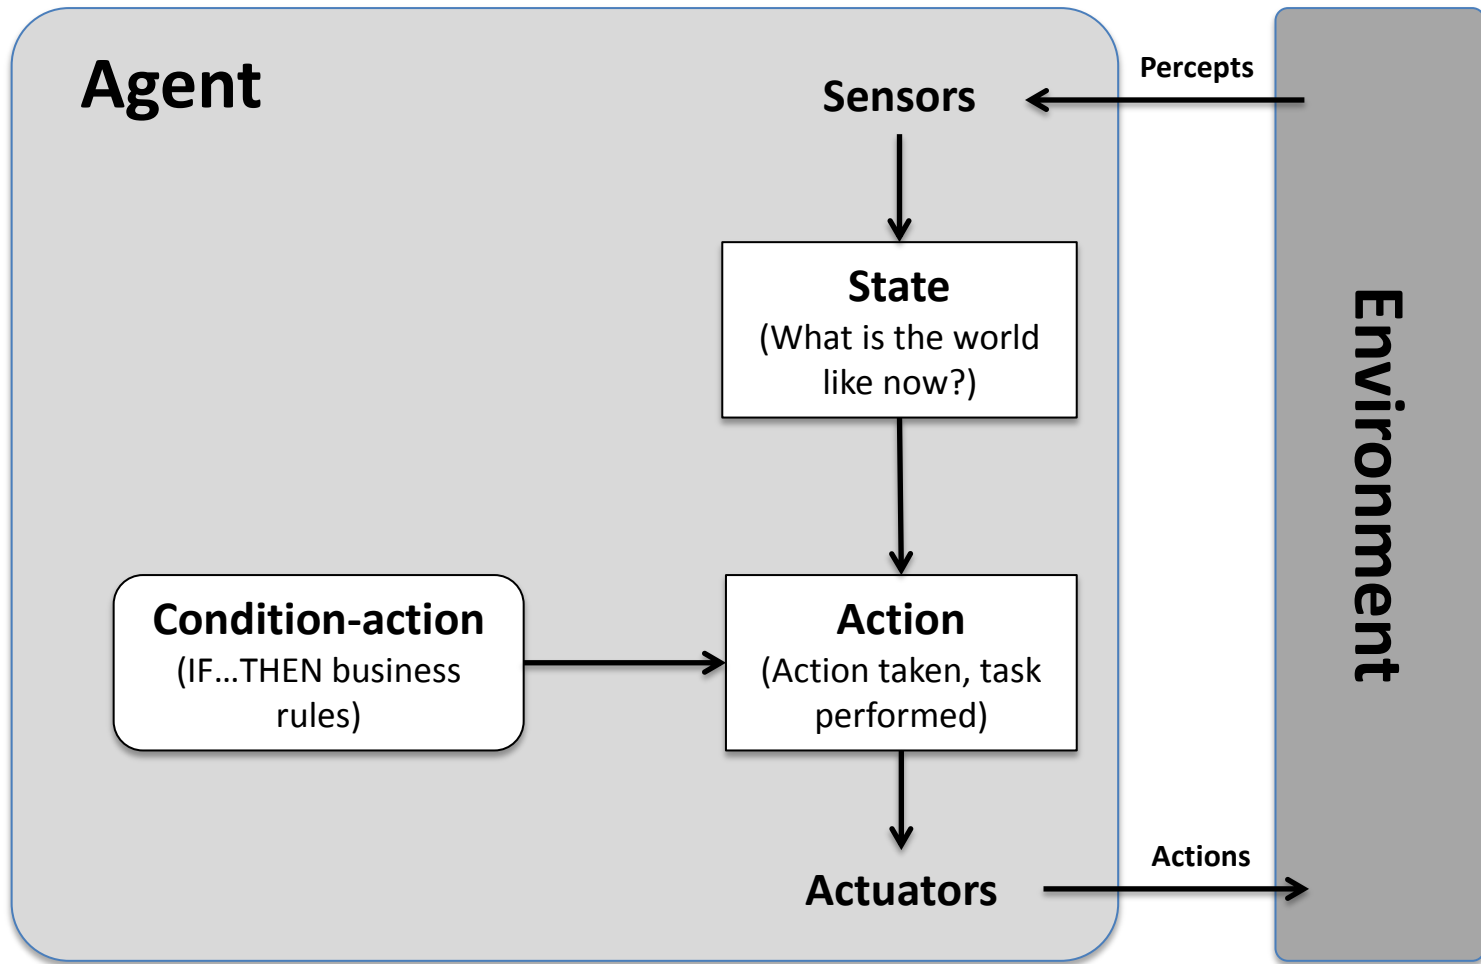 Agent
Sensors
Percepts
State
(What is the world
like now?)
Environment
Condition-action
(IF...THEN business
rules)
Action
(Action taken, task
performed)
Actuators
Actions